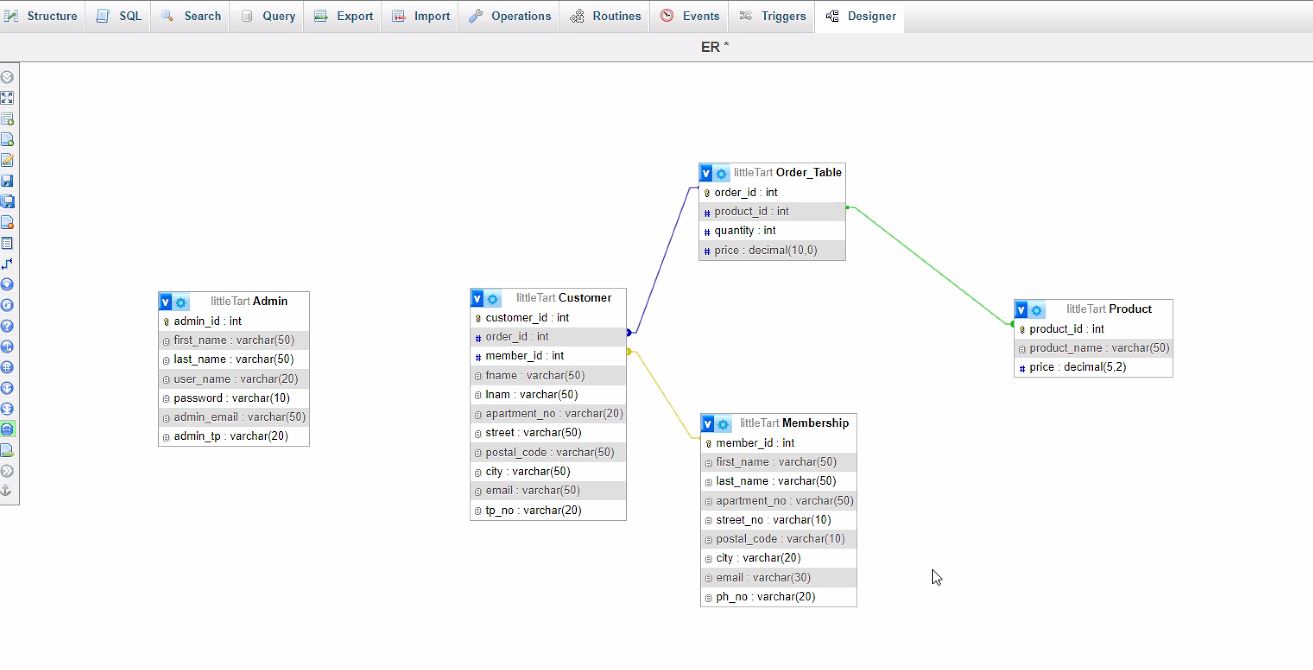 Structure SQL Search Query Export Import Operations Routines Events Triggers Designer
ER *
littleTart Order_Table
order_id : int
product_id : int
quantity : int
price : decimal(10,0)
littleTart Admin
admin_id : int
first_name : varchar(50)
last_name : varchar(50)
user_name : varchar(20)
password : varchar(10)
admin_email : varchar(50)
admin_tp : varchar(20)
littleTart Customer
customer_id : int
order_id : int
member_id : int
fname : varchar(50)
lnam : varchar(50)
apartment_no : varchar(20)
street : varchar(50)
postal_code : varchar(50)
city : varchar(50)
email : varchar(50)
tp_no : varchar(20)
littleTart Product
product_id : int
product_name : varchar(50)
price : decimal(5,2)
littleTart Membership
member_id : int
first_name : varchar(50)
last_name : varchar(50)
apartment_no : varchar(50)
street_no : varchar(10)
postal_code : varchar(10)
city : varchar(20)
email : varchar(30)
ph_no : varchar(20)